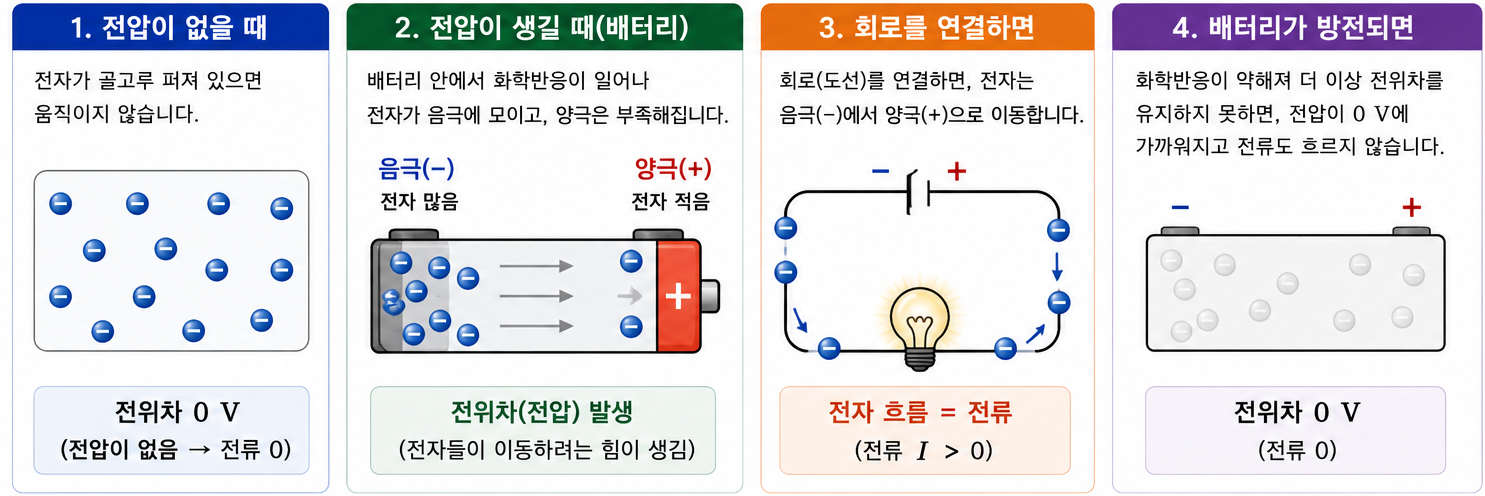 1. 전압이 없을 때
전자가 골고루 퍼져 있으면
움직이지 않습니다.
전위차 0 V
(전압이 없음 → 전류 0)
2. 전압이 생길 때(배터리)
배터리 안에서 화학반응이 일어나
전자가 음극에 모이고, 양극은 부족해집니다.
음극(−) 양극(+)
전자 많음 전자 적음
+
전위차(전압) 발생
(전자들이 이동하려는 힘이 생김)
3. 회로를 연결하면
회로(도선)를 연결하면, 전자는
음극(−)에서 양극(+)으로 이동합니다.
− +
전자 흐름 = 전류
(전류 I > 0)
4. 배터리가 방전되면
화학반응이 약해져 더 이상 전위차를
유지하지 못하면, 전압이 0 V에
가까워지고 전류도 흐르지 않습니다.
− +
전위차 0 V
(전류 0)